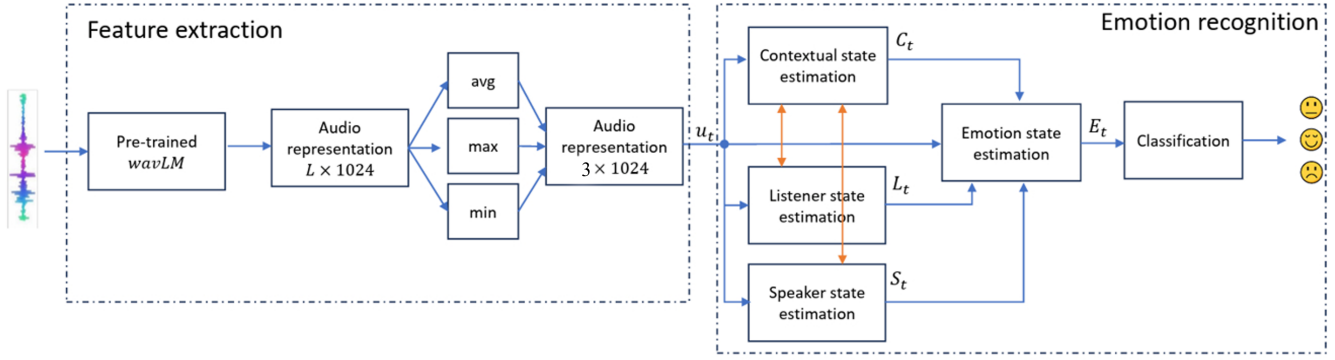 Feature extraction
Pre-trained
wavLM
Audio
representation
L × 1024
avg
max
min
Audio
representation
3 × 1024
u_t
Emotion recognition
Contextual state
estimation
C_t
Listener state
estimation
L_t
Speaker state
estimation
S_t
Emotion state
estimation
E_t
Classification